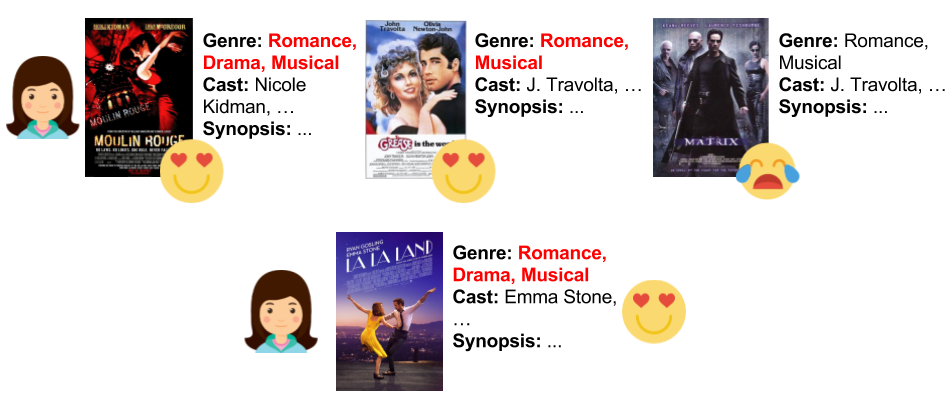 NICOLE KIDMAN EWAN McGREGOR
MOULIN ROUGE
MOULIN ROUGE
Genre: Romance,
Drama, Musical
Cast: Nicole
Kidman, …
Synopsis: ...
John
Travolta
Olivia
Newton-John
GREASE is the wo
Genre: Romance,
Musical
Cast: J. Travolta, …
Synopsis: ...
MATRIX
Genre: Romance,
Musical
Cast: J. Travolta, …
Synopsis: ...
RYAN GOSLING
EMMA STONE
LA LA LAND
Genre: Romance,
Drama, Musical
Cast: Emma Stone,
…
Synopsis: ...